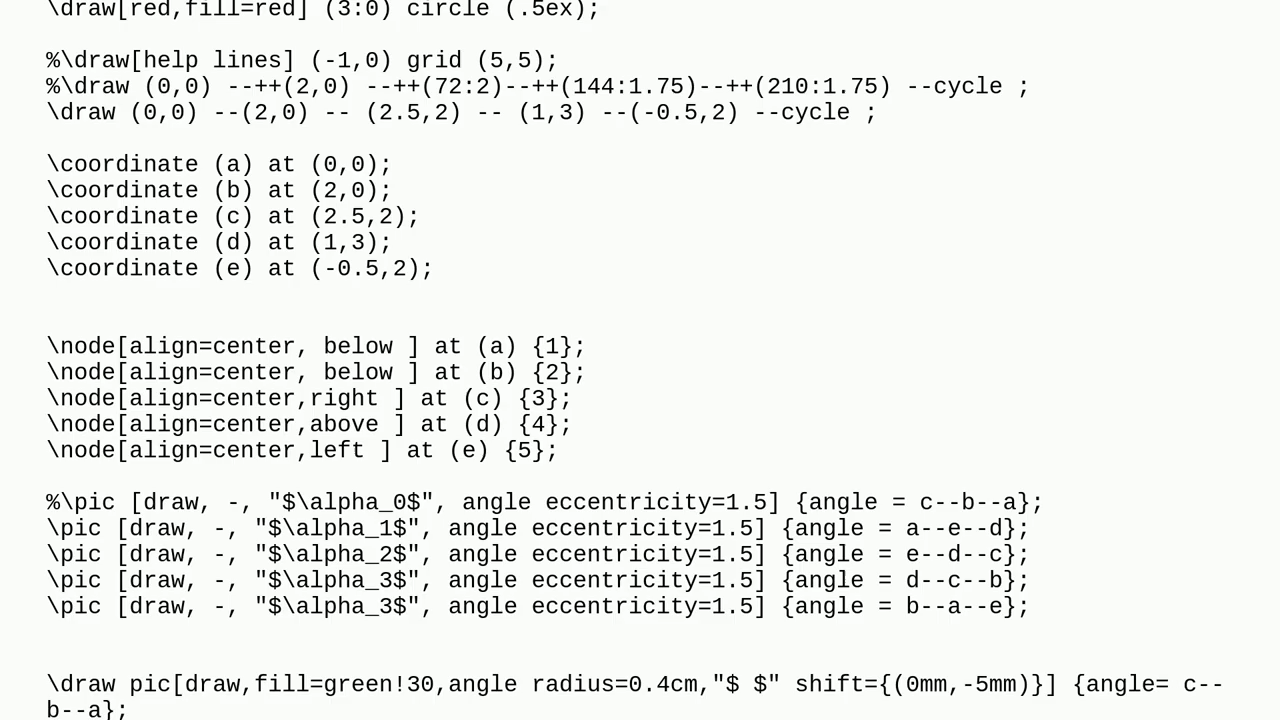 \draw[red,fill=red] (3:0) circle (.5ex);
%\draw[help lines] (-1,0) grid (5,5);
%\draw (0,0) --++(2,0) --++(72:2)--++(144:1.75)--++(210:1.75) --cycle ;
\draw (0,0) --(2,0) -- (2.5,2) -- (1,3) --(-0.5,2) --cycle ;
\coordinate (a) at (0,0);
\coordinate (b) at (2,0);
\coordinate (c) at (2.5,2);
\coordinate (d) at (1,3);
\coordinate (e) at (-0.5,2);
\node[align=center, below ] at (a) {1};
\node[align=center, below ] at (b) {2};
\node[align=center,right ] at (c) {3};
\node[align=center,above ] at (d) {4};
\node[align=center,left ] at (e) {5};
%\pic [draw, -, "$\alpha_0$", angle eccentricity=1.5] {angle = c--b--a};
\pic [draw, -, "$\alpha_1$", angle eccentricity=1.5] {angle = a--e--d};
\pic [draw, -, "$\alpha_2$", angle eccentricity=1.5] {angle = e--d--c};
\pic [draw, -, "$\alpha_3$", angle eccentricity=1.5] {angle = d--c--b};
\pic [draw, -, "$\alpha_3$", angle eccentricity=1.5] {angle = b--a--e};
\draw pic[draw,fill=green!30,angle radius=0.4cm,"$ $" shift={(0mm,-5mm)}] {angle= c--
b--a};